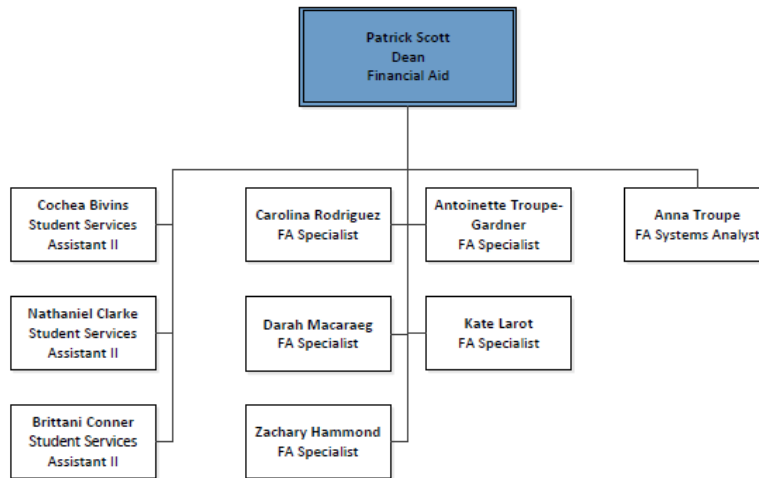 Patrick Scott
Dean
Financial Aid
Cochea Bivins
Student Services
Assistant II
Carolina Rodriguez
FA Specialist
Antoinette Troupe-
Gardner
FA Specialist
Anna Troupe
FA Systems Analyst
Nathaniel Clarke
Student Services
Assistant II
Darah Macaraeg
FA Specialist
Kate Larot
FA Specialist
Brittani Conner
Student Services
Assistant II
Zachary Hammond
FA Specialist